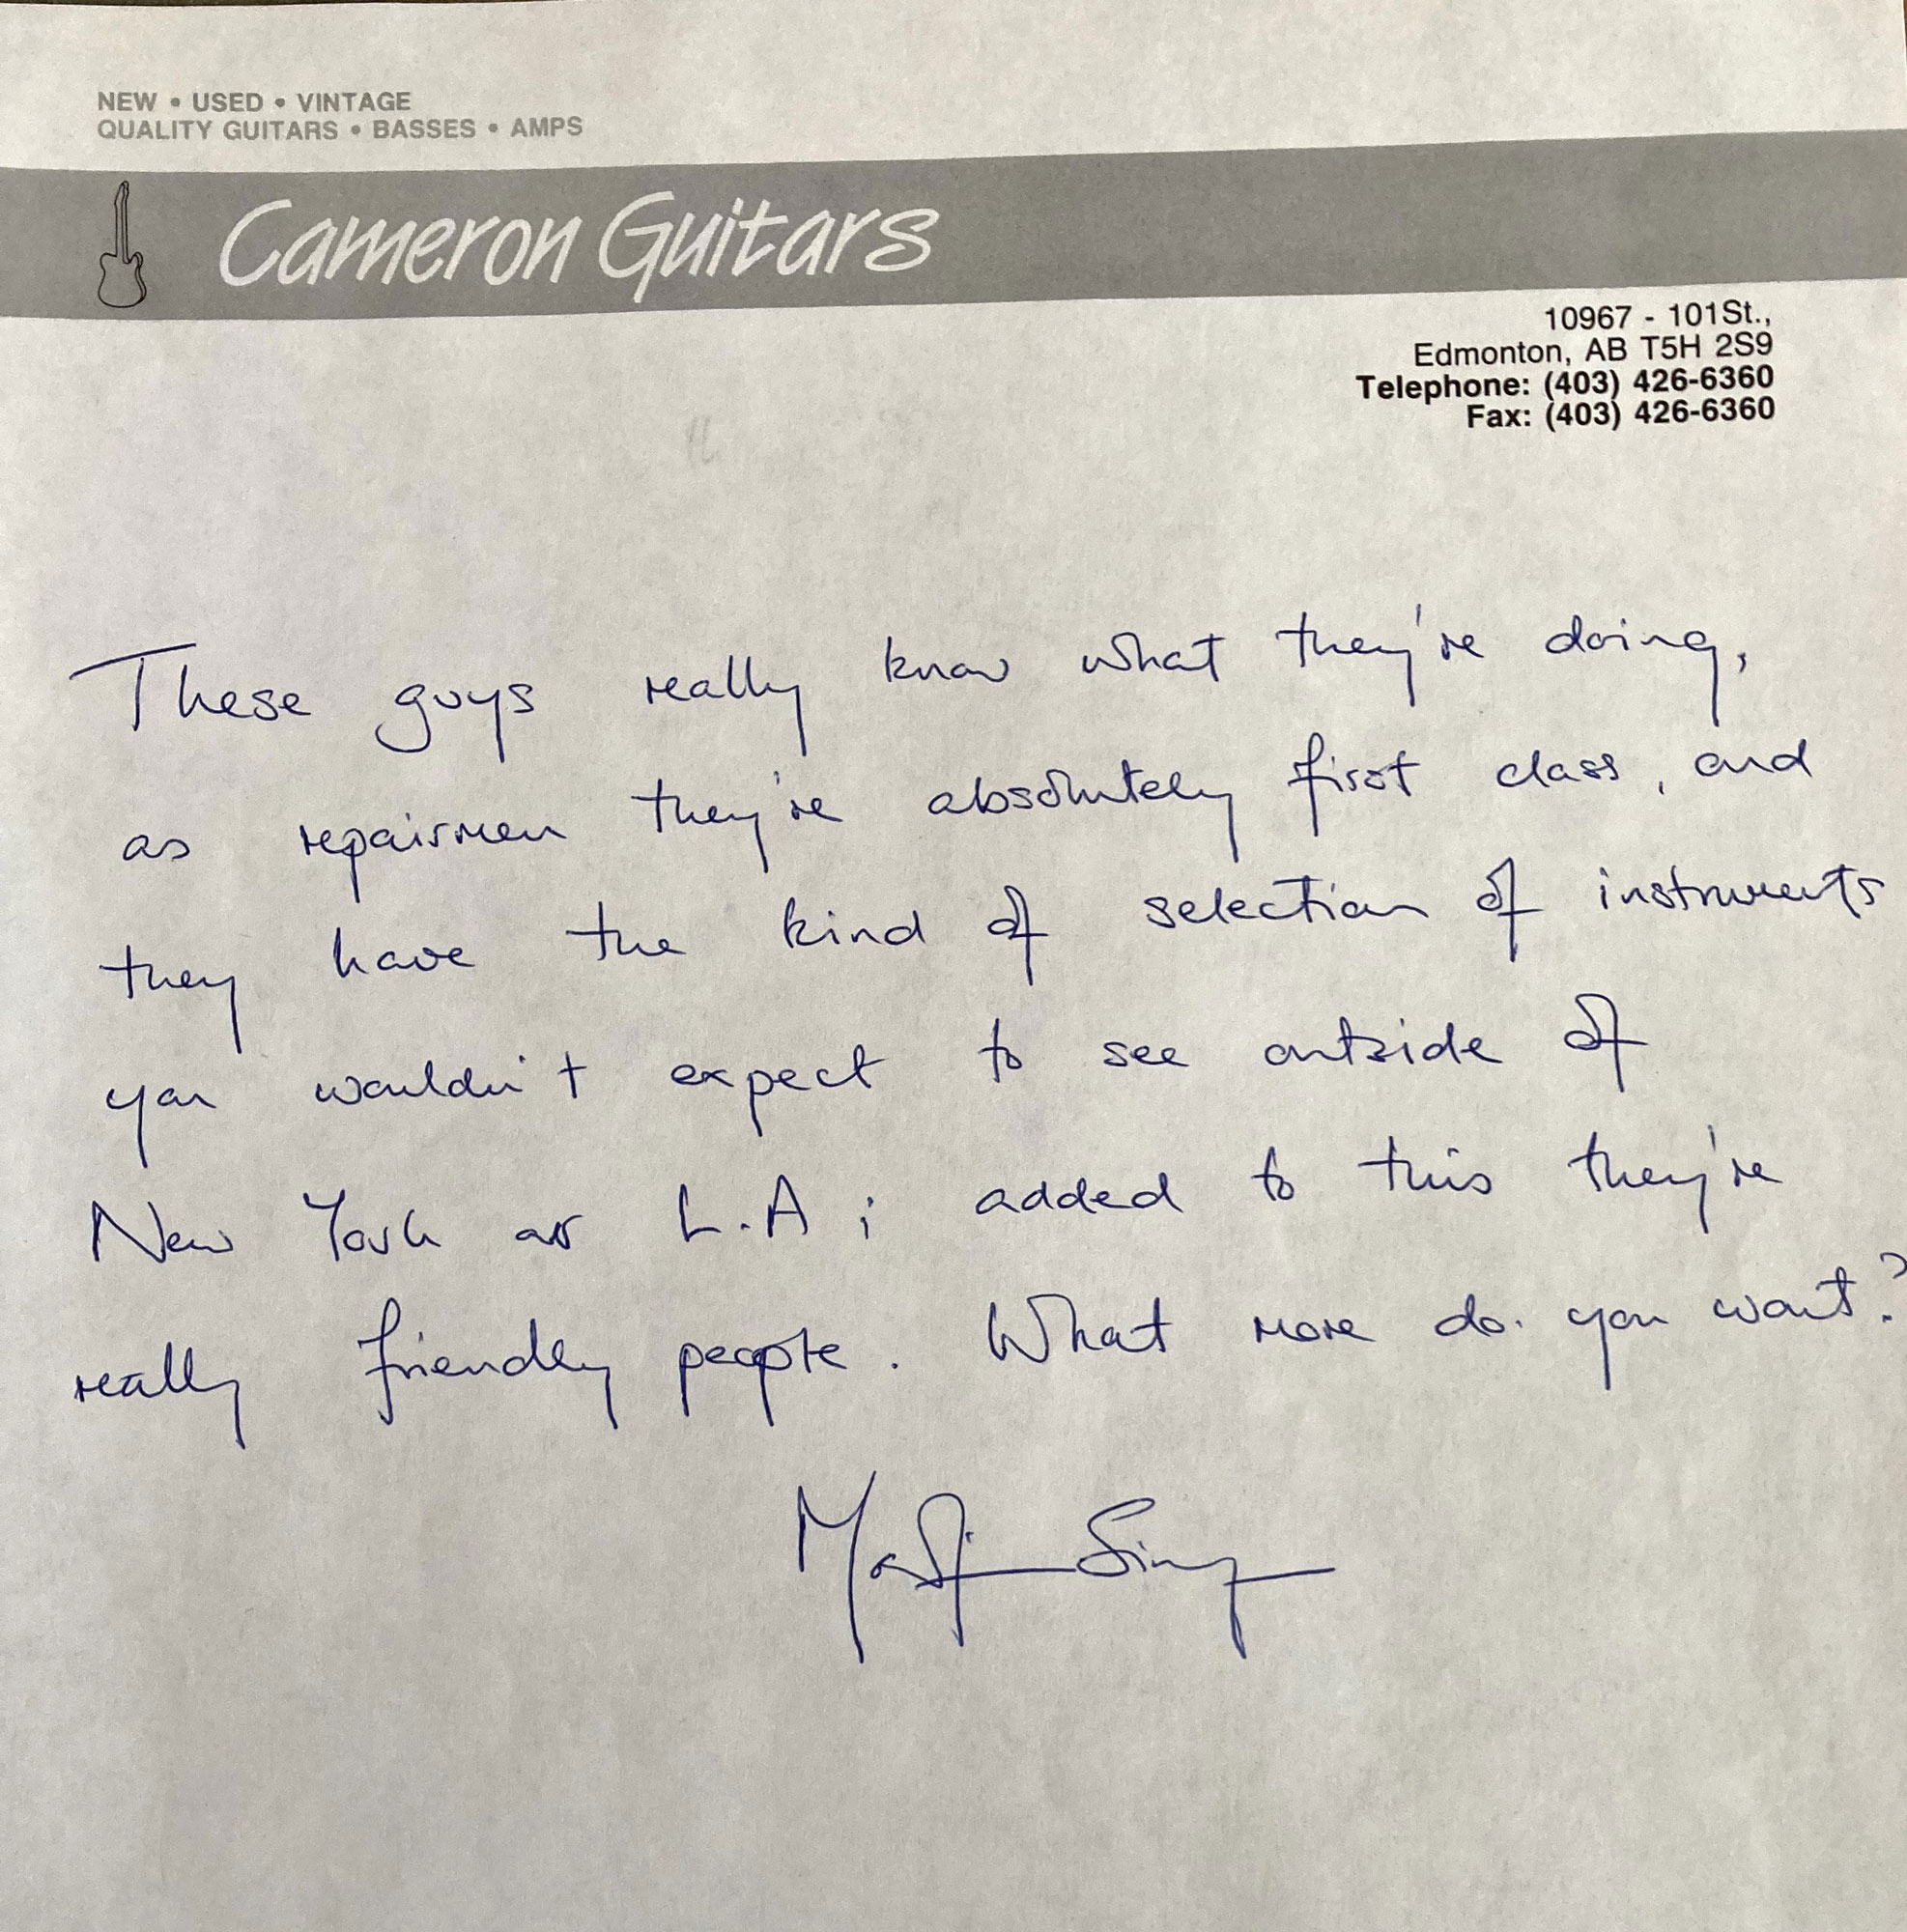 NEW • USED • VINTAGE
QUALITY GUITARS • BASSES • AMPS
Cameron Guitars
10967 - 101St.,
Edmonton, AB T5H 2S9
Telephone: (403) 426-6360
Fax: (403) 426-6360
These guys really know what they're doing,
as repairmen they're absolutely first class, and
they have the kind of selection of instruments
you wouldn't expect to see outside of
New York or L.A; added to this they're
really friendly people. What more do you want?